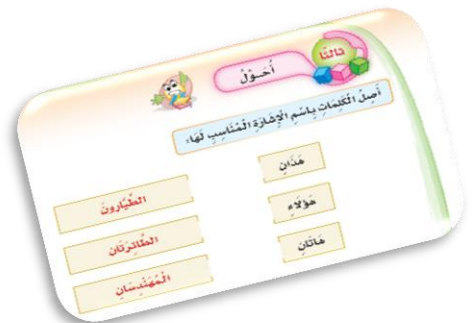 ثالثًا
أُحَوِّلُ
أَصِلُ الْكَلِمَاتِ بِاسْمِ الْإِشَارَةِ الْمُنَاسِبِ لَهَا:
هَذَانِ
الطَّيَّارُونَ
هَؤُلَاءِ
الطَّائِرَتَانِ
هَاتَانِ
الْمُهَنْدِسَانِ